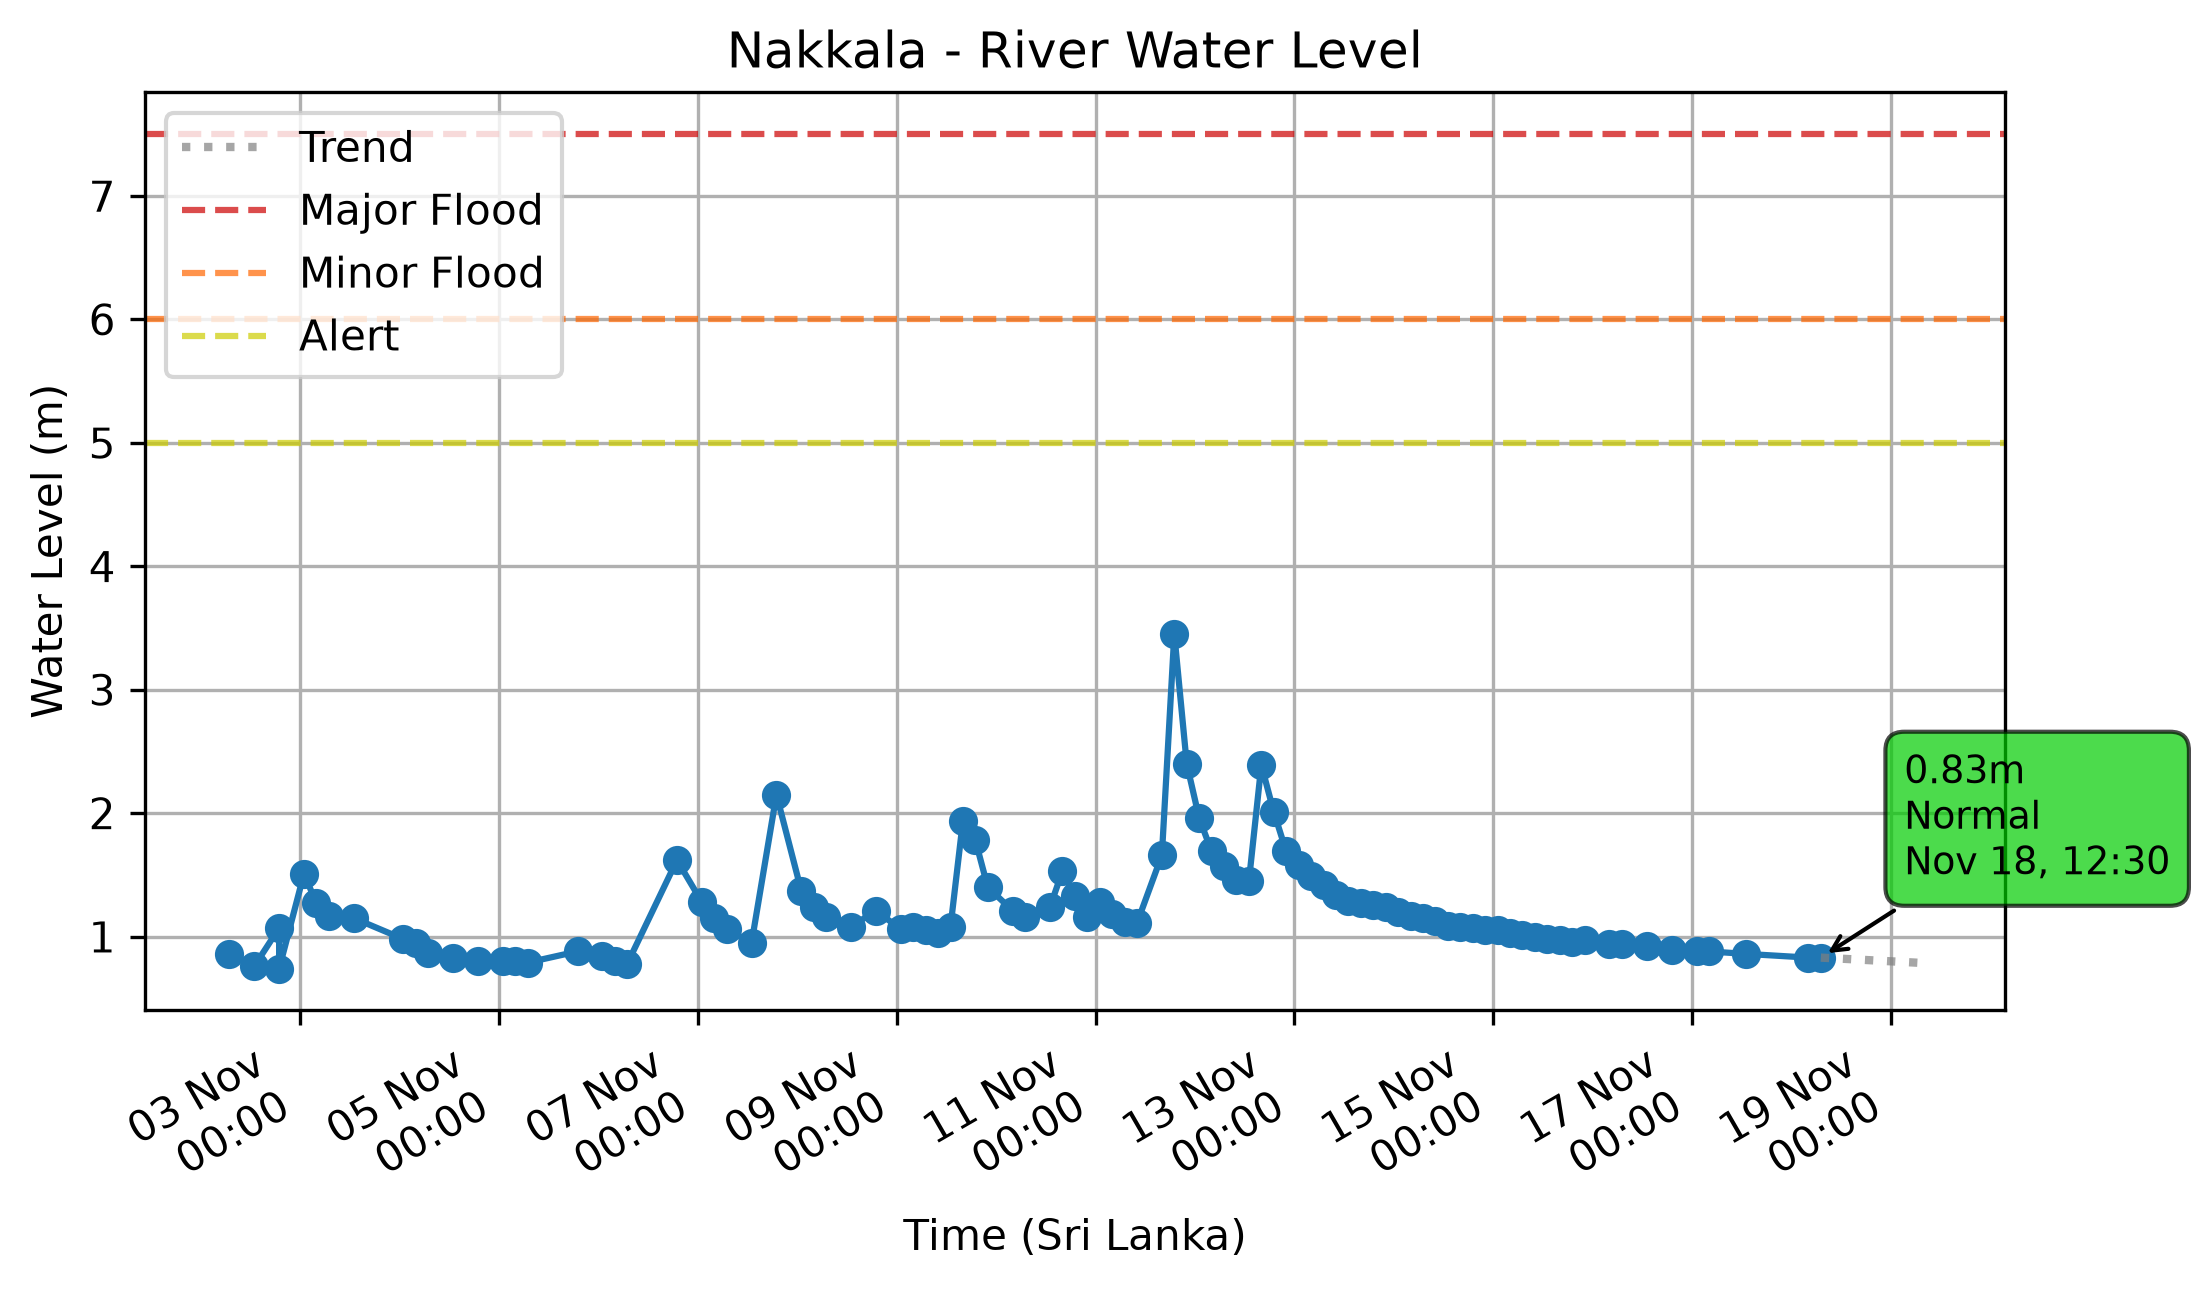 Nakkala - River Water Level
Trend
Major Flood
Minor Flood
Alert
Water Level (m)
7
6
5
4
3
2
1
0.83m
Normal
Nov 18, 12:30
03 Nov
00:00
05 Nov
00:00
07 Nov
00:00
09 Nov
00:00
11 Nov
00:00
13 Nov
00:00
15 Nov
00:00
17 Nov
00:00
19 Nov
00:00
Time (Sri Lanka)